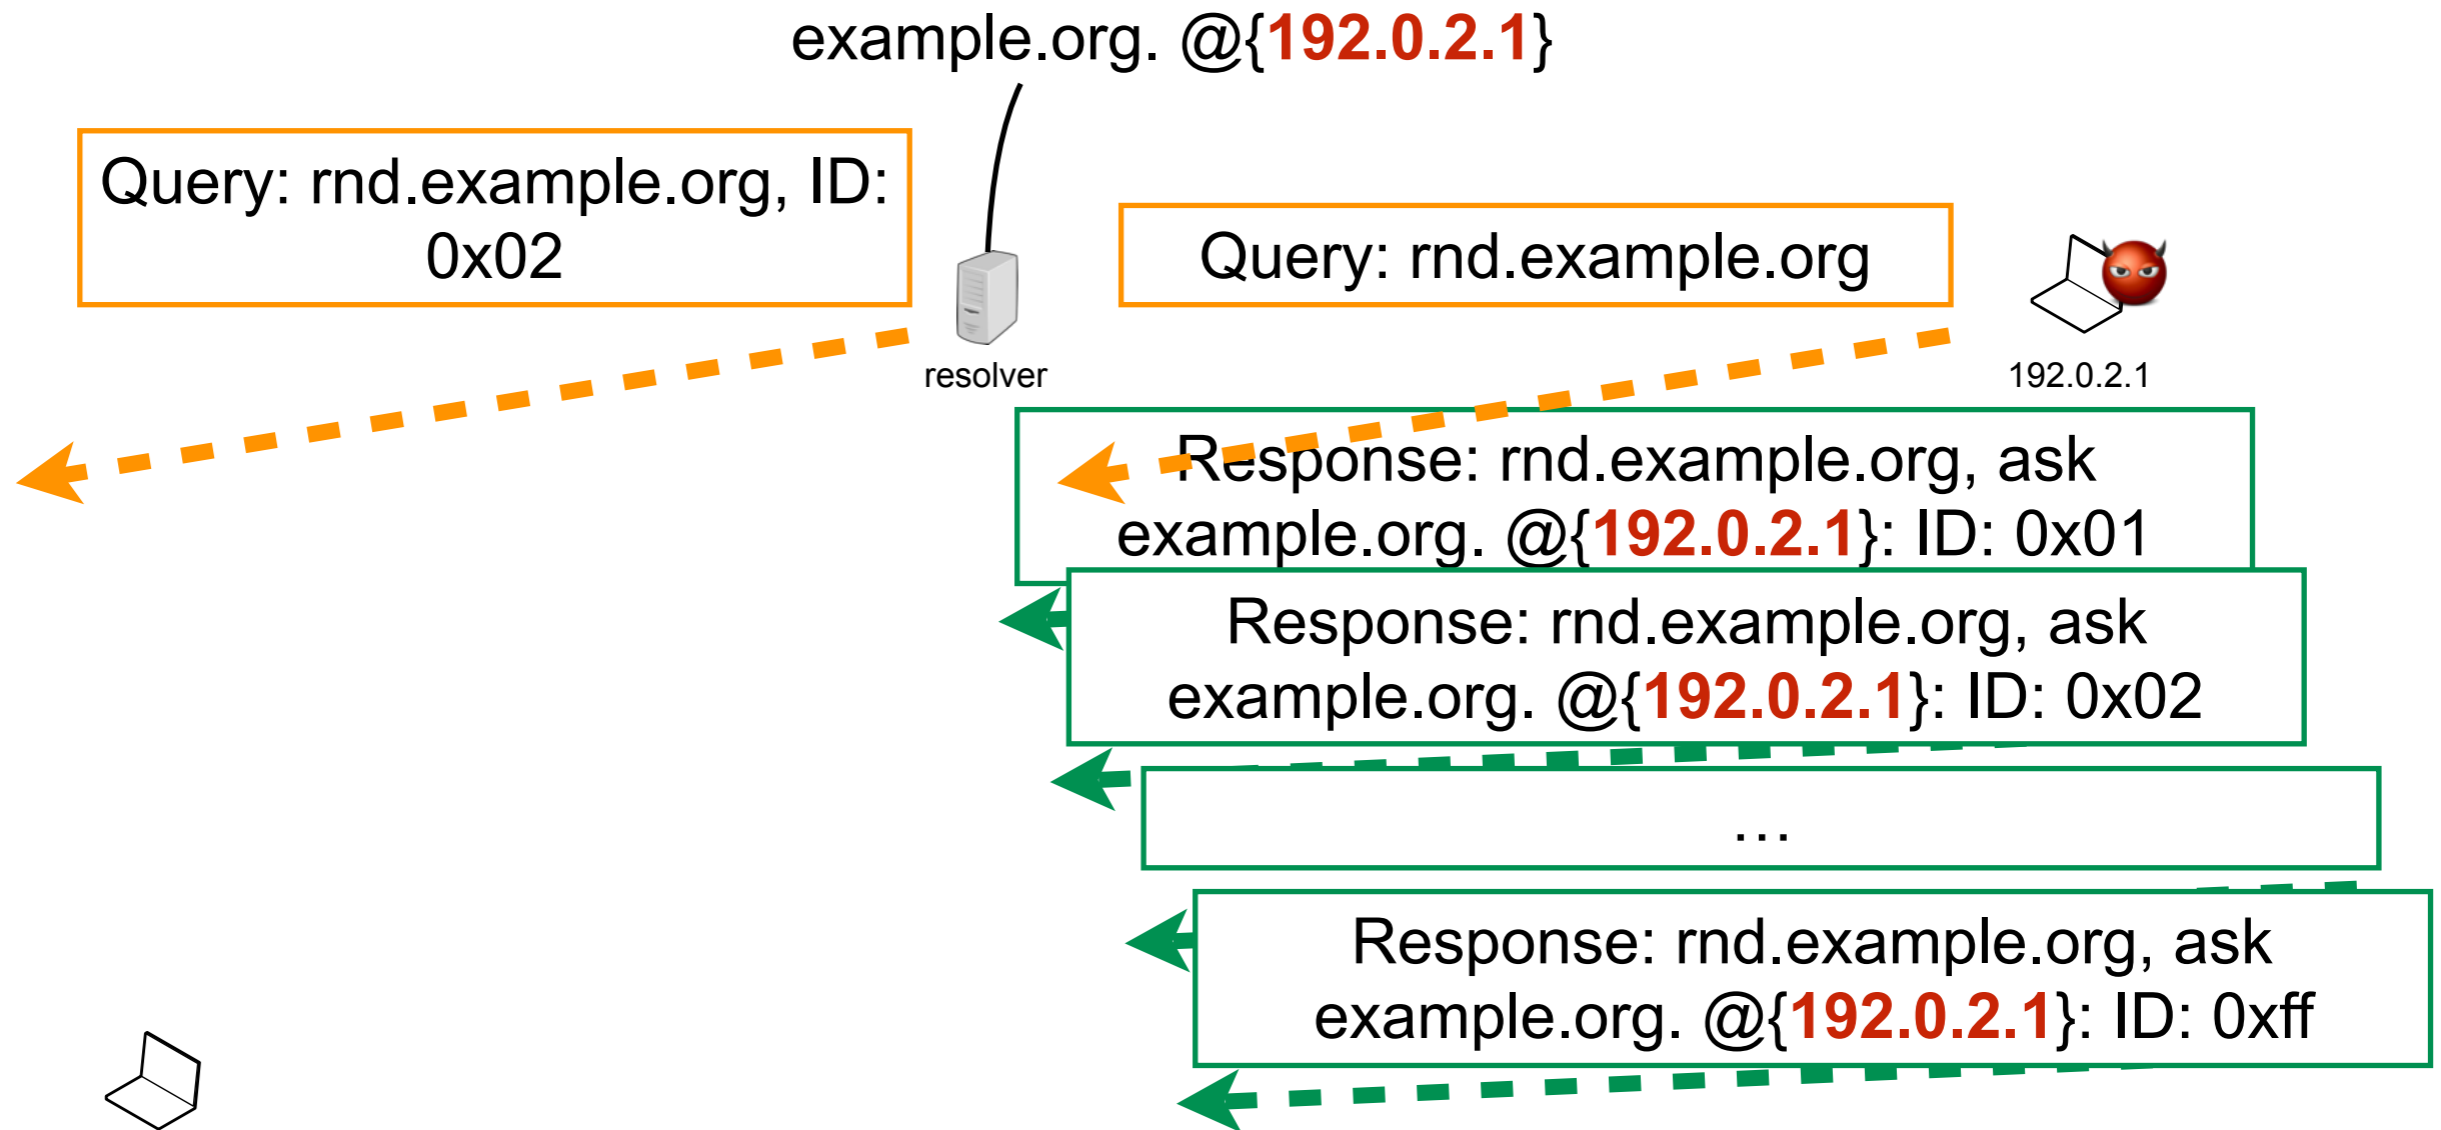 example.org. @{192.0.2.1}
Query: rnd.example.org, ID:
0x02
Query: rnd.example.org
resolver
192.0.2.1
Response: rnd.example.org, ask
example.org. @{192.0.2.1}: ID: 0x01
Response: rnd.example.org, ask
example.org. @{192.0.2.1}: ID: 0x02
…
Response: rnd.example.org, ask
example.org. @{192.0.2.1}: ID: 0xff